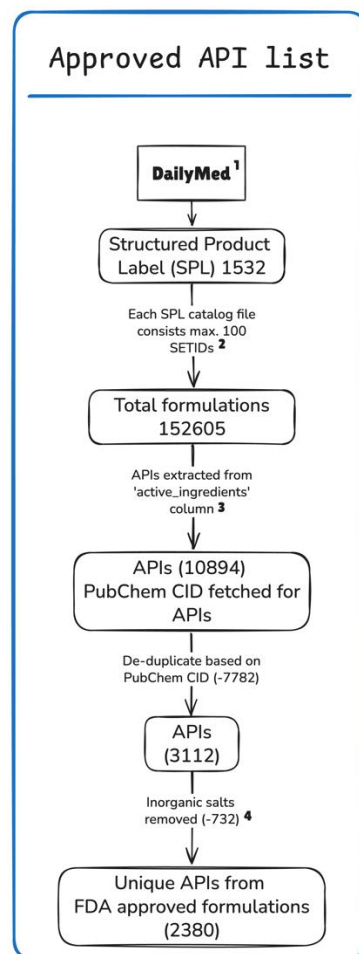 Approved API list
DailyMed 1
Structured Product
Label (SPL) 1532
Each SPL catalog file
consists max. 100
SETIDs 2
Total formulations
152605
APIs extracted from
'active_ingredients'
column 3
APIs (10894)
PubChem CID fetched for
APIs
De-duplicate based on
PubChem CID (-7782)
APIs
(3112)
Inorganic salts
removed (-732) 4
Unique APIs from
FDA approved formulations
(2380)